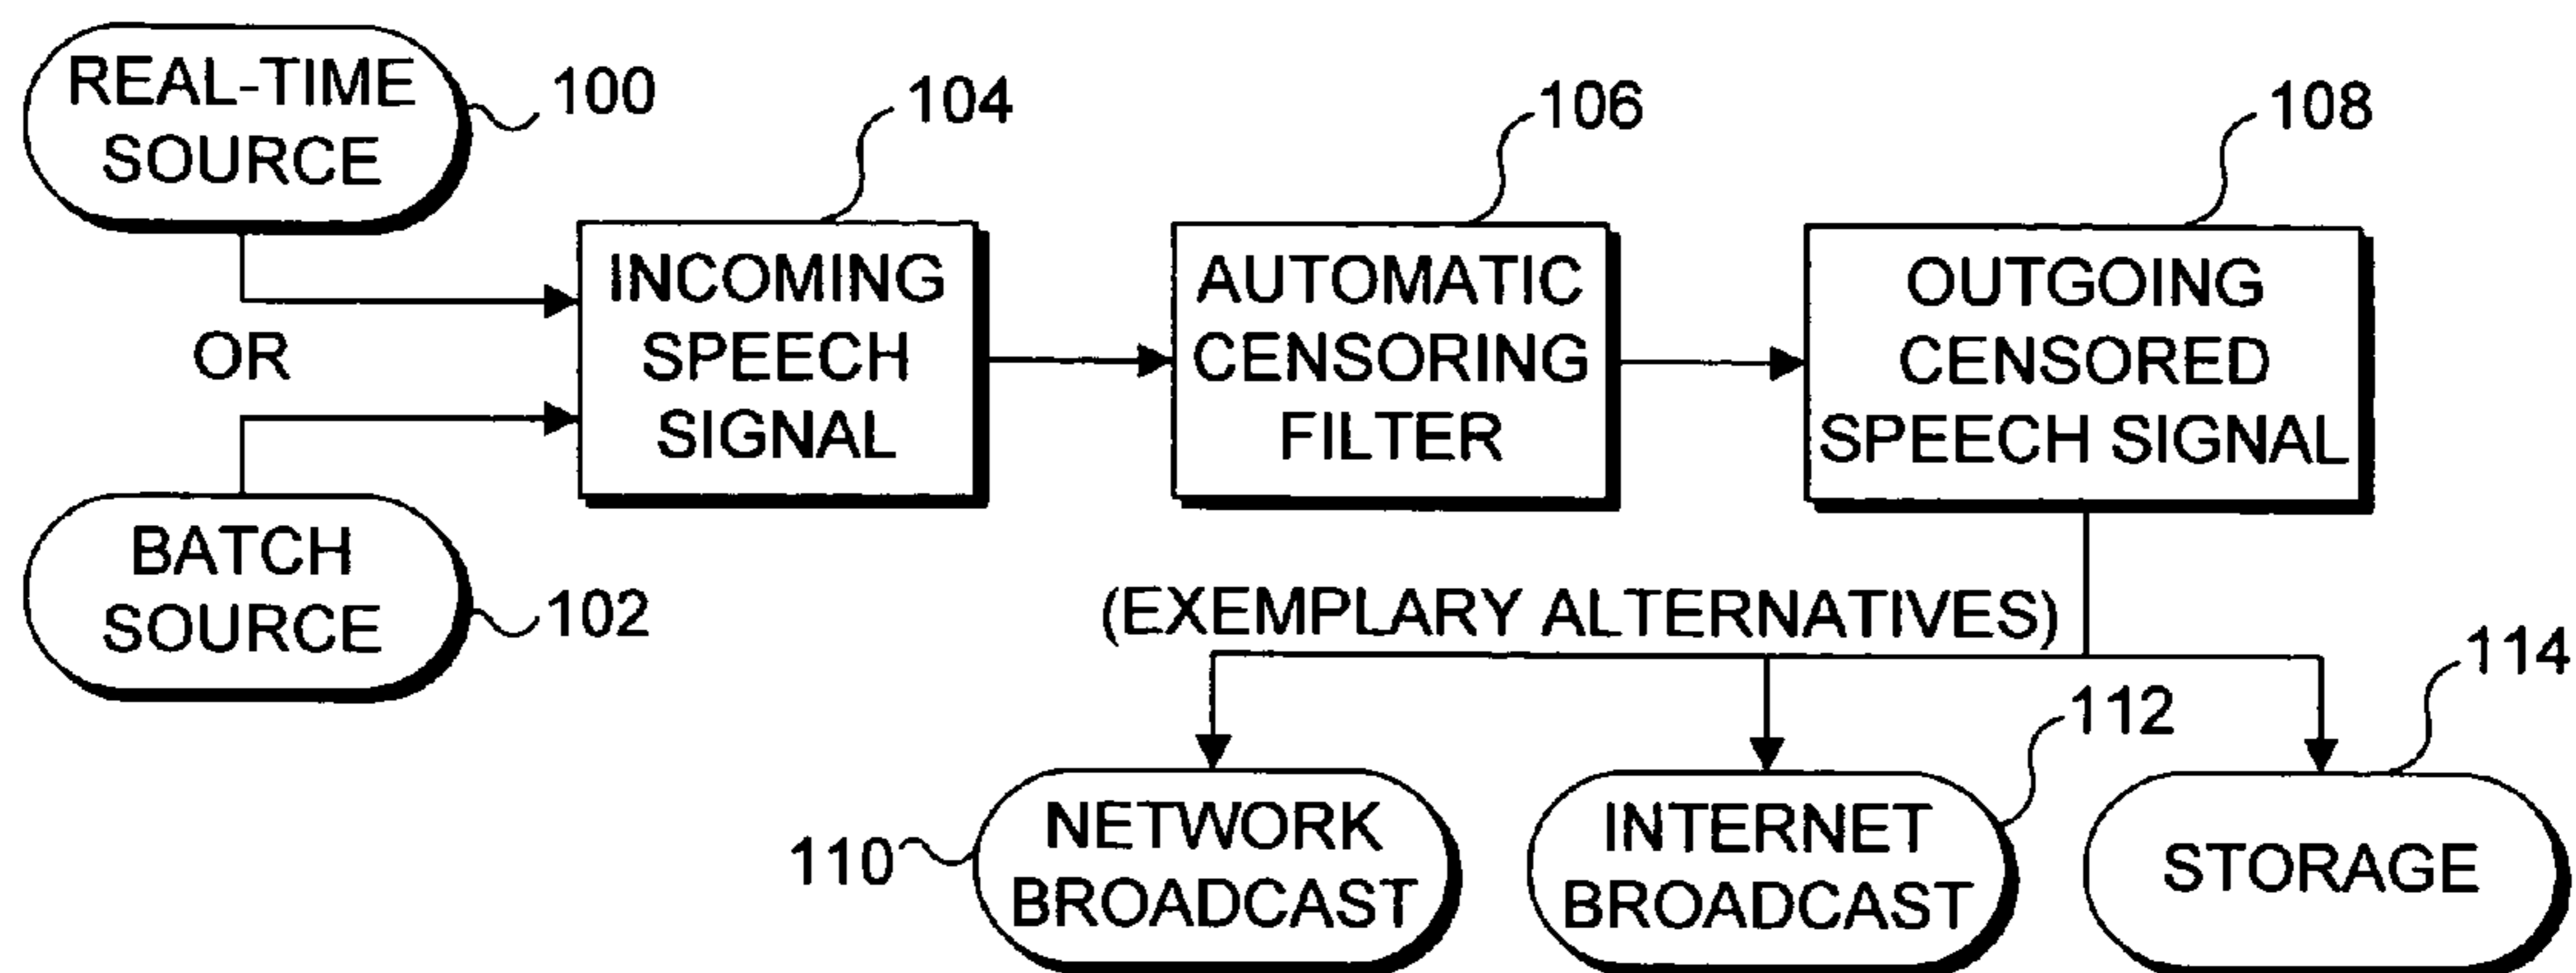 REAL-TIME
SOURCE
100
104
106
108
INCOMING
SPEECH
SIGNAL
AUTOMATIC
CENSORING
FILTER
OUTGOING
CENSORED
SPEECH SIGNAL
OR
BATCH
SOURCE
102
(EXEMPLARY ALTERNATIVES)
110
NETWORK
BROADCAST
112
INTERNET
BROADCAST
114
STORAGE